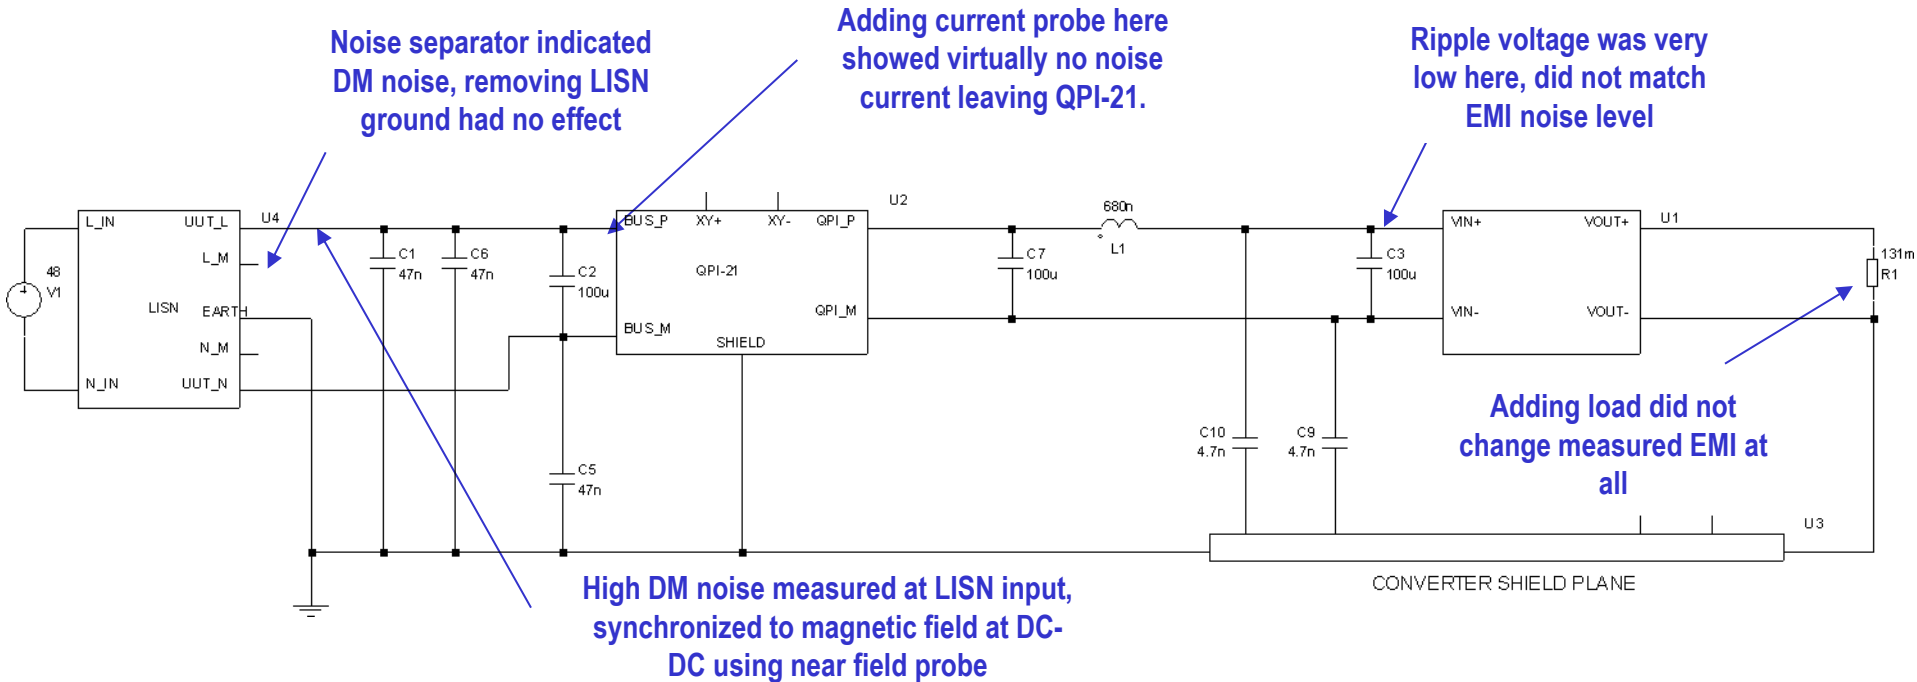 Noise separator indicated
DM noise, removing LISN
ground had no effect
Adding current probe here
showed virtually no noise
current leaving QPI-21.
Ripple voltage was very
low here, did not match
EMI noise level
L_IN
UUT_L
U4
L_M
LISN
EARTH
N_M
N_IN
UUT_N
48
V1
C1
47n
C6
47n
C2
100u
C5
47n
BUS_P
XY+
XY-
QPI_P
U2
QPI-21
QPI_M
BUS_M
SHIELD
C7
100u
680n
L1
C3
100u
VIN+
VOUT+
U1
VIN-
VOUT-
131m
R1
C10
4.7n
C9
4.7n
Adding load did not
change measured EMI at
all
U3
CONVERTER SHIELD PLANE
High DM noise measured at LISN input,
synchronized to magnetic field at DC-
DC using near field probe